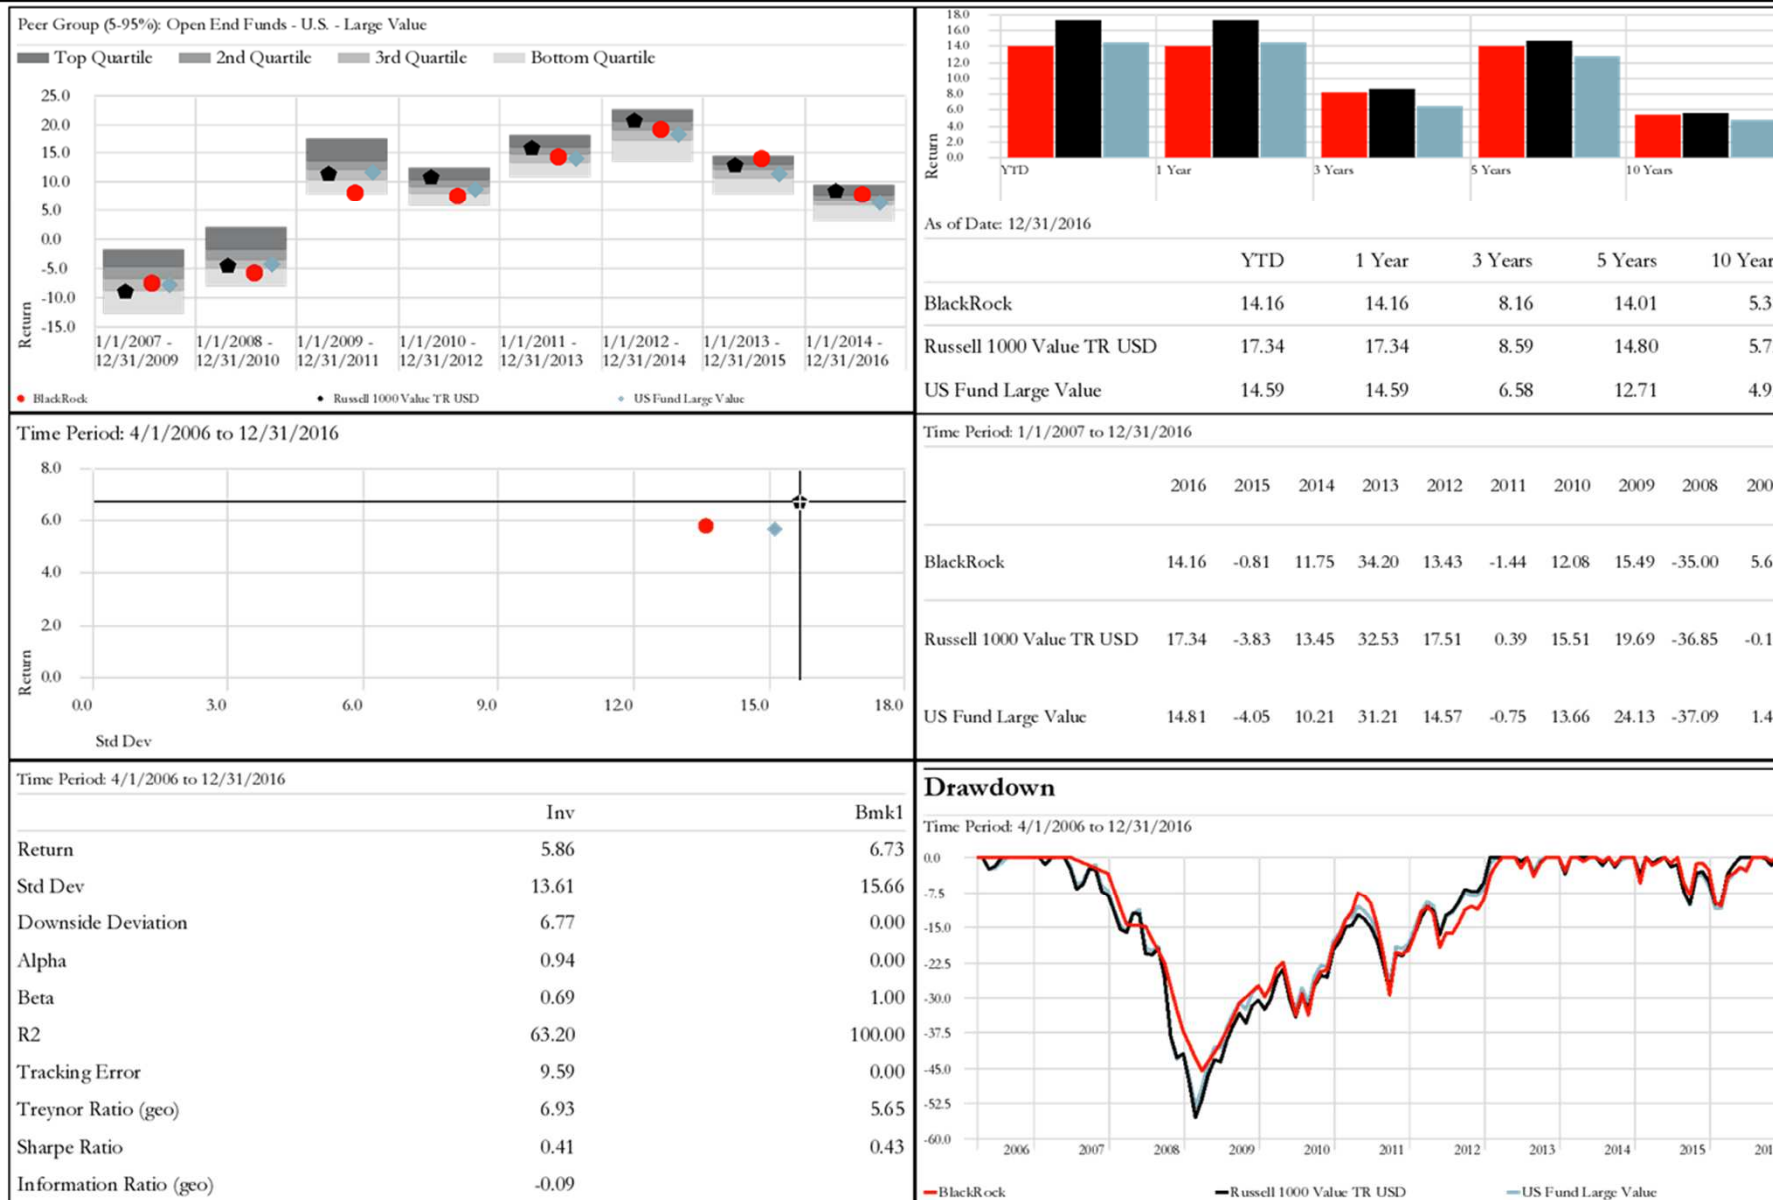 Peer Group (5-95%): Open End Funds - U.S. - Large Value
Top Quartile 2nd Quartile 3rd Quartile Bottom Quartile
25.0
20.0
15.0
10.0
5.0
0.0
-5.0
-10.0
-15.0
Return
1/1/2007 - 1/1/2008 - 1/1/2009 - 1/1/2010 - 1/1/2011 - 1/1/2012 - 1/1/2013 - 1/1/2014 -
12/31/2009 12/31/2010 12/31/2011 12/31/2012 12/31/2013 12/31/2014 12/31/2015 12/31/2016
BlackRock Russell 1000 Value TR USD US Fund Large Value
18.0
16.0
14.0
12.0
10.0
8.0
6.0
4.0
2.0
0.0
Return
YTD 1 Year 3 Years 5 Years 10 Years
As of Date: 12/31/2016
YTD 1 Year 3 Years 5 Years 10 Year
BlackRock 14.16 14.16 8.16 14.01 5.3
Russell 1000 Value TR USD 17.34 17.34 8.59 14.80 5.7
US Fund Large Value 14.59 14.59 6.58 12.71 4.9
Time Period: 4/1/2006 to 12/31/2016
8.0
6.0
4.0
2.0
0.0
Return
0.0 3.0 6.0 9.0 12.0 15.0 18.0
Std Dev
Time Period: 1/1/2007 to 12/31/2016
2016 2015 2014 2013 2012 2011 2010 2009 2008 200
BlackRock 14.16 -0.81 11.75 34.20 13.43 -1.44 12.08 15.49 -35.00 5.6
Russell 1000 Value TR USD 17.34 -3.83 13.45 32.53 17.51 0.39 15.51 19.69 -36.85 -0.1
US Fund Large Value 14.81 -4.05 10.21 31.21 14.57 -0.75 13.66 24.13 -37.09 1.4
Time Period: 4/1/2006 to 12/31/2016
Inv Bmk1
Return 5.86 6.73
Std Dev 13.61 15.66
Downside Deviation 6.77 0.00
Alpha 0.94 0.00
Beta 0.69 1.00
R2 63.20 100.00
Tracking Error 9.59 0.00
Treynor Ratio (geo) 6.93 5.65
Sharpe Ratio 0.41 0.43
Information Ratio (geo) -0.09
Drawdown
Time Period: 4/1/2006 to 12/31/2016
0.0
-7.5
-15.0
-22.5
-30.0
-37.5
-45.0
-52.5
-60.0
2006 2007 2008 2009 2010 2011 2012 2013 2014 2015 201
BlackRock Russell 1000 Value TR USD US Fund Large Value